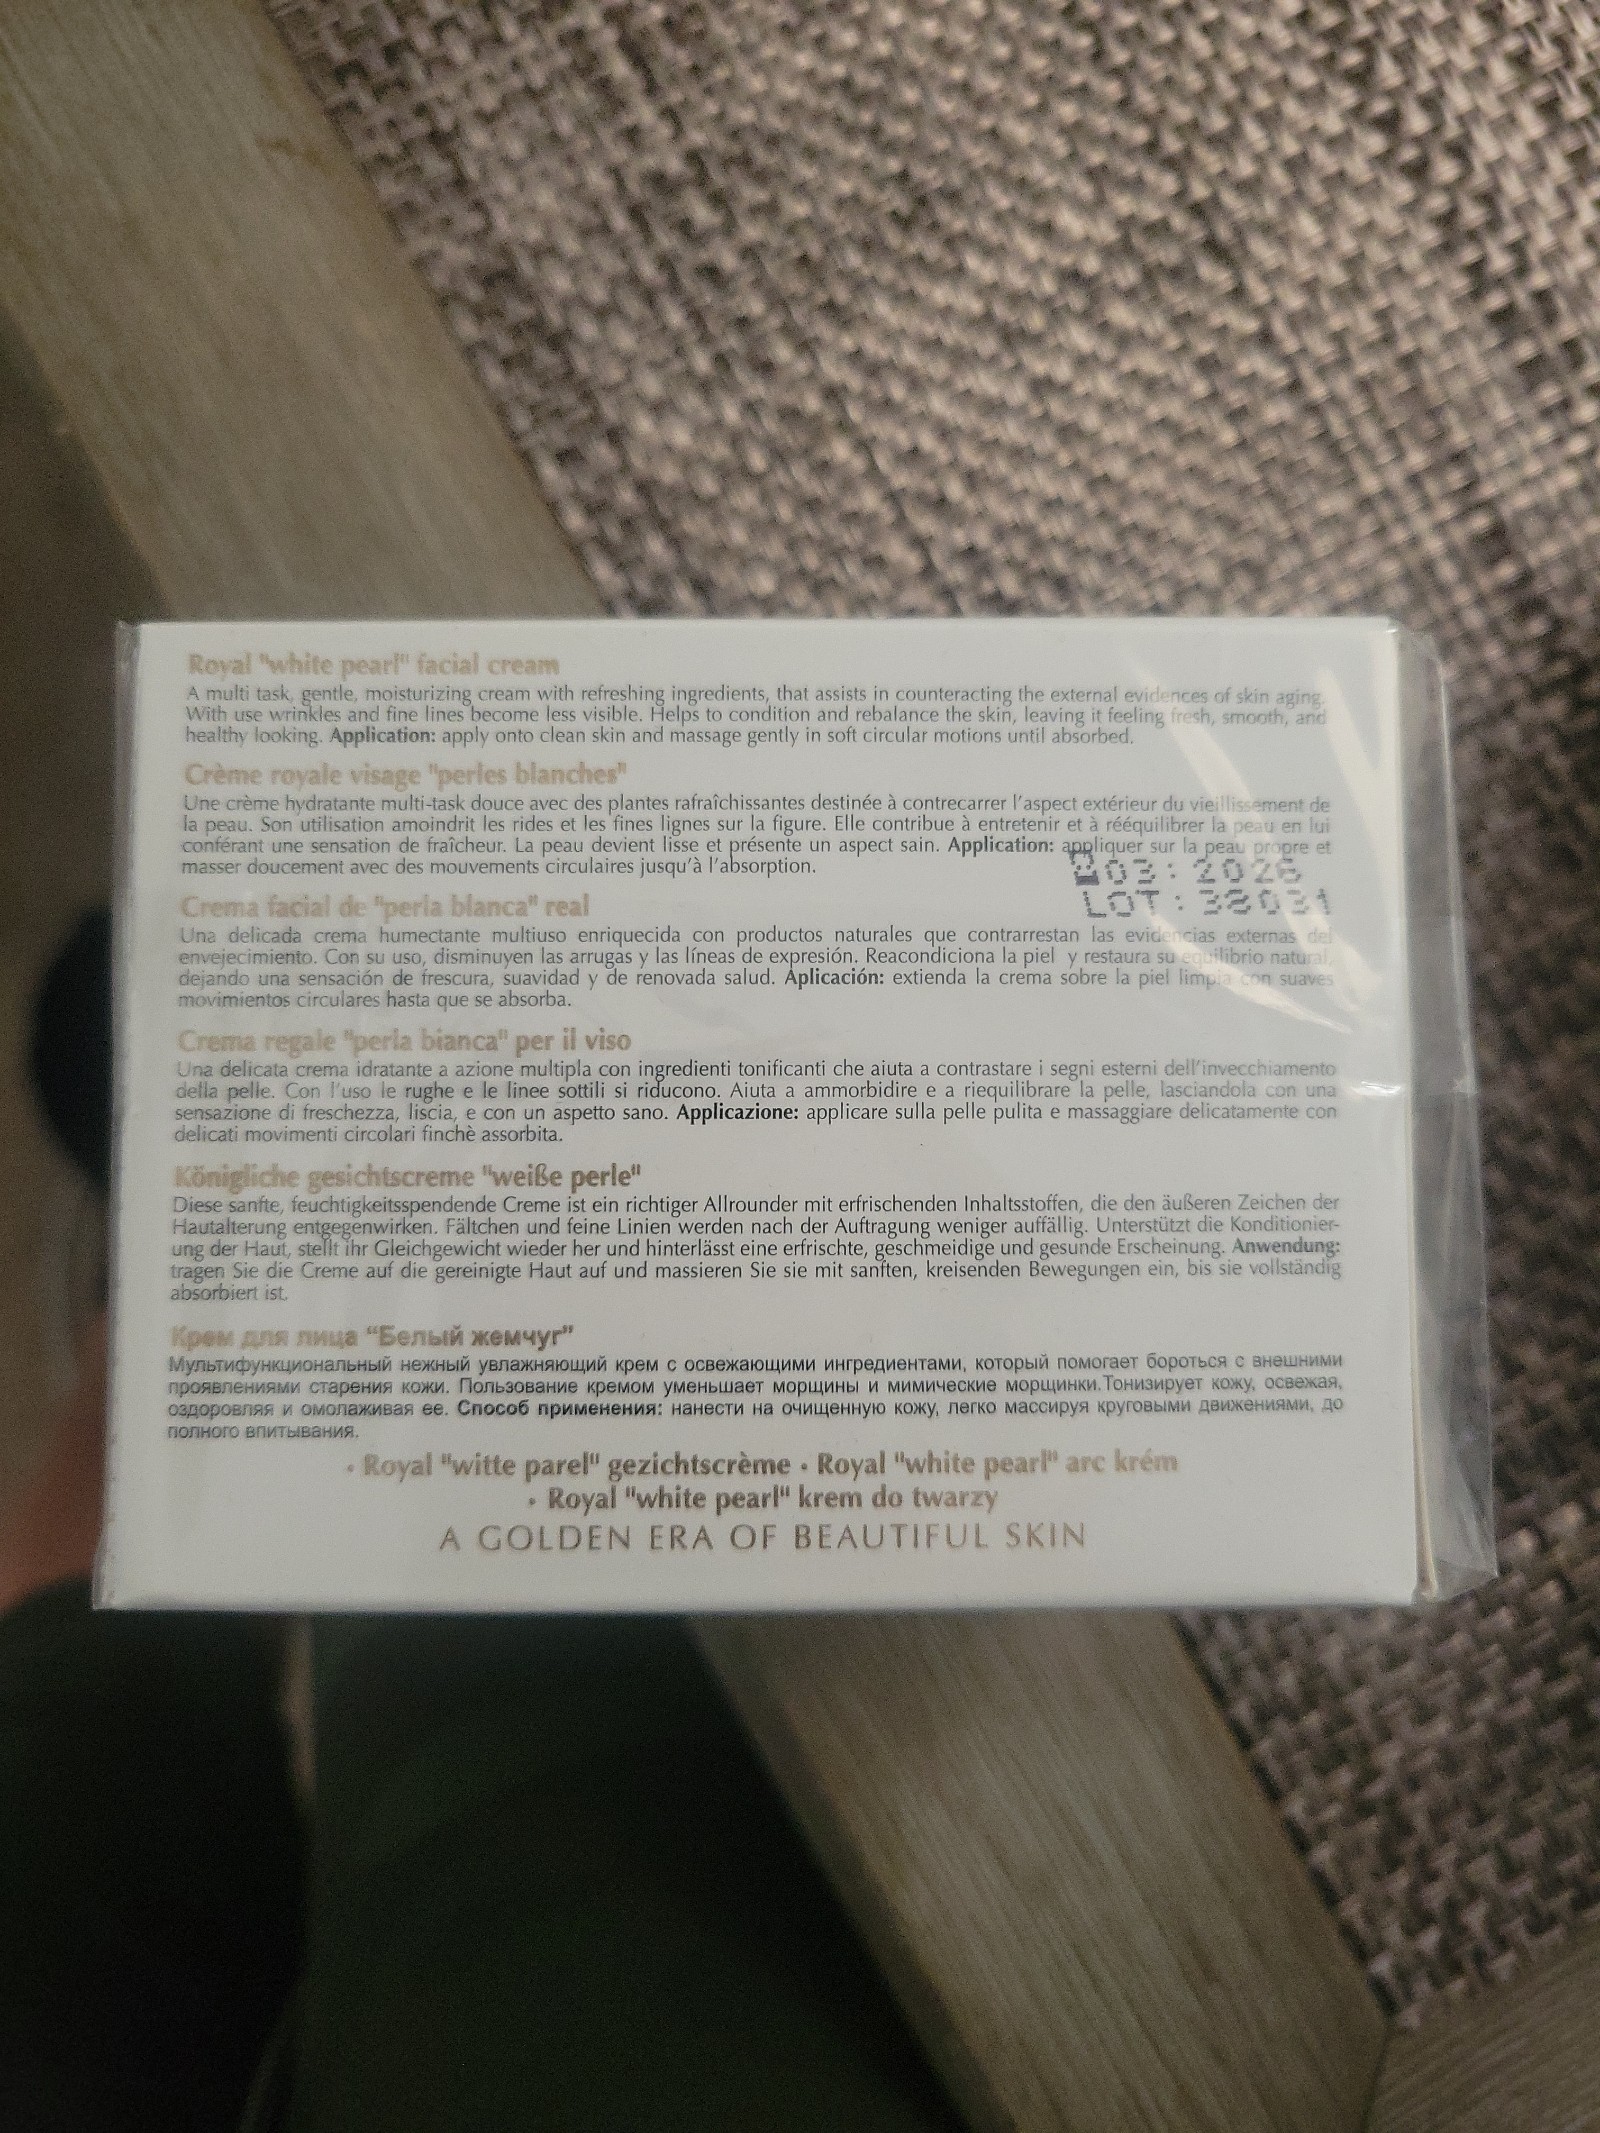 Royal "white pearl" facial cream
A multi task, gentle, moisturizing cream with refreshing ingredients, that assists in counteracting the external evidences of skin aging.
With use wrinkles and fine lines become less visible. Helps to condition and rebalance the skin, leaving it feeling fresh, smooth, and
healthy looking. Application: apply onto clean skin and massage gently in soft circular motions until absorbed.
Crème royale visage "perles blanches"
Une crème hydratante multi-task douce avec des plantes rafraîchissantes destinée à contrecarrer l'aspect extérieur du vieillissement de
la peau. Son utilisation amoindrit les rides et les fines lignes sur la figure. Elle contribue à entretenir et à rééquilibrer la peau en lui
conférant une sensation de fraîcheur. La peau devient lisse et présente un aspect sain. Application: appliquer sur la peau propre et
masser doucement avec des mouvements circulaires jusqu'à l'absorption.
03: 2026
LOT: 38031
Crema facial de "perla blanca" real
Una delicada crema humectante multiuso enriquecida con productos naturales que contrarrestan las evidencias externas del
envejecimiento. Con su uso, disminuyen las arrugas y las líneas de expresión. Reacondiciona la piel y restaura su equilibrio natural,
dejando una sensación de frescura, suavidad y de renovada salud. Aplicación: extienda la crema sobre la piel limpia con suaves
movimientos circulares hasta que se absorba.
Crema regale "perla bianca" per il viso
Una delicata crema idratante a azione multipla con ingredienti tonificanti che aiuta a contrastare i segni esterni dell'invecchiamento
della pelle. Con l'uso le rughe e le linee sottili si riducono. Aiuta a ammorbidire e a riequilibrare la pelle, lasciandola con una
sensazione di freschezza, liscia, e con un aspetto sano. Applicazione: applicare sulla pelle pulita e massaggiare delicatamente con
delicati movimenti circolari finchè assorbita.
Königliche gesichtscreme "weiße perle"
Diese sanfte, feuchtigkeitsspendende Creme ist ein richtiger Allrounder mit erfrischenden Inhaltsstoffen, die den äußeren Zeichen der
Hautalterung entgegenwirken. Fältchen und feine Linien werden nach der Auftragung weniger auffällig. Unterstützt die Konditionier-
ung der Haut, stellt ihr Gleichgewicht wieder her und hinterlässt eine erfrischte, geschmeidige und gesunde Erscheinung. Anwendung:
tragen Sie die Creme auf die gereinigte Haut auf und massieren Sie sie mit sanften, kreisenden Bewegungen ein, bis sie vollständig
absorbiert ist.
Крем для лица “Белый жемчуг”
Мультифункциональный нежный увлажняющий крем с освежающими ингредиентами, который помогает бороться с внешними
проявлениями старения кожи. Пользование кремом уменьшает морщины и мимические морщинки.Тонизирует кожу, освежая,
оздоровляя и омолаживая ее. Способ применения: нанести на очищенную кожу, легко массируя круговыми движениями, до
полного впитывания.
• Royal "witte parel" gezichtscrème • Royal "white pearl" arc krém
• Royal "white pearl" krem do twarzy
A GOLDEN ERA OF BEAUTIFUL SKIN